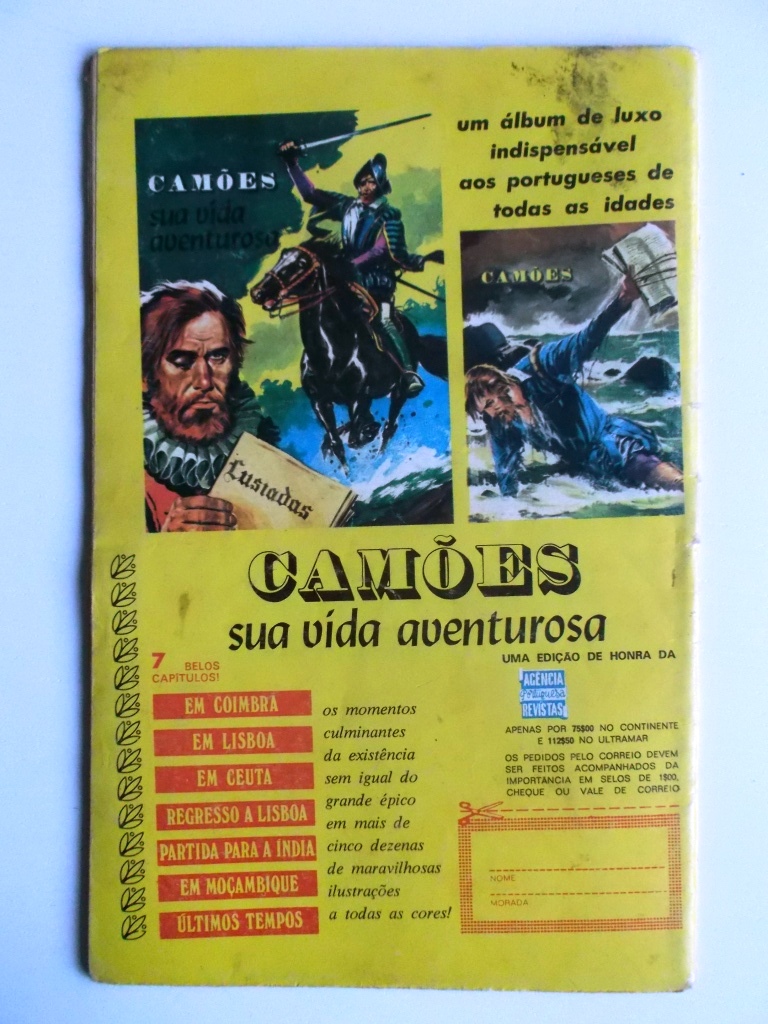 um álbum de luxo
indispensável
aos portugueses de
todas as idades
CAMÕES
sua vida
aventurosa
Lusiadas
CAMÕES
CAMÕES
sua vida aventurosa
7 BELOS
CAPÍTULOS!
EM COIMBRA
EM LISBOA
EM CEUTA
REGRESSO A LISBOA
PARTIDA PARA A ÍNDIA
EM MOÇAMBIQUE
ÚLTIMOS TEMPOS
os momentos
culminantes
da existência
sem igual do
grande épico
em mais de
cinco dezenas
de maravilhosas
ilustrações
a todas as cores!
UMA EDIÇÃO DE HONRA DA
AGÊNCIA
portuguesa
REVISTAS
APENAS POR 75$00 NO CONTINENTE
E 112$50 NO ULTRAMAR
OS PEDIDOS PELO CORREIO DEVEM
SER FEITOS ACOMPANHADOS DA
IMPORTANCIA EM SELOS DE 1$00,
CHEQUE OU VALE DE CORREIO
NOME
MORADA